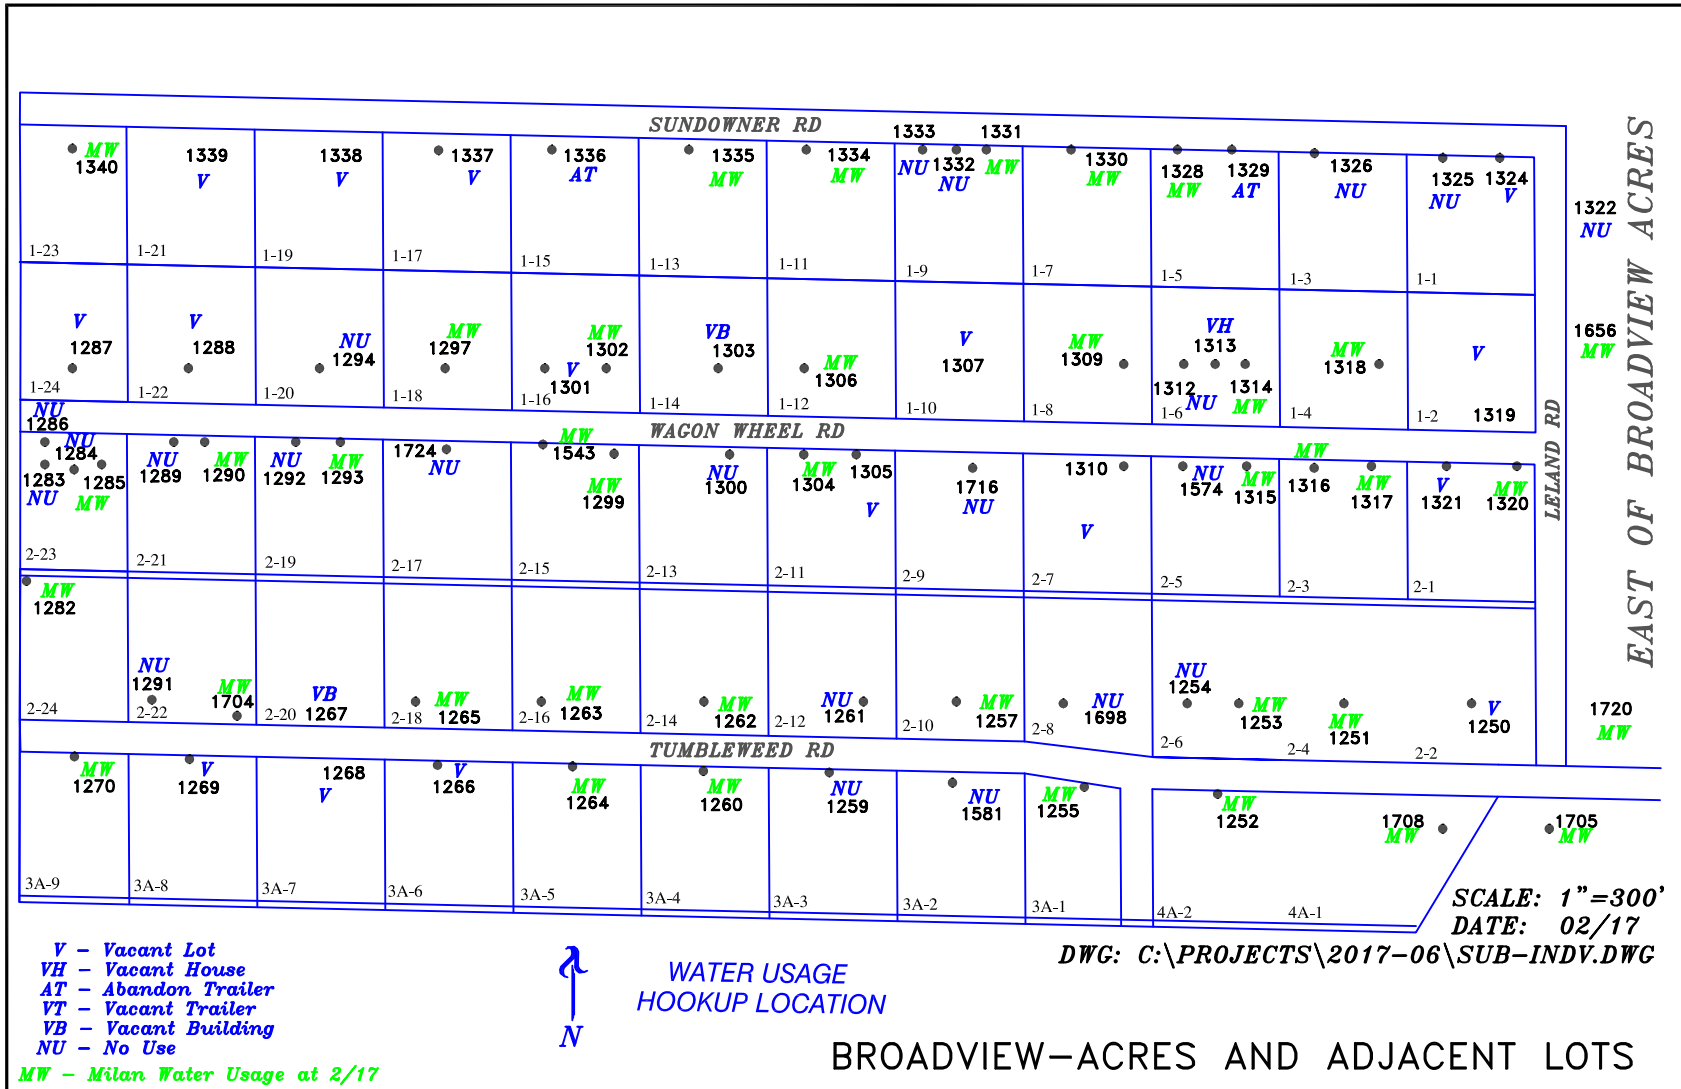 SUNDOWNER RD
1333
1331
MW
1340
1339
V
1338
V
1337
V
1336
AT
1335
MW
1334
MW
NU
1332
NU
MW
1330
MW
1328
MW
1329
AT
1326
NU
1325
NU
1324
V
1322
NU
EAST OF BROADVIEW ACRES
1-23
1-21
1-19
1-17
1-15
1-13
1-11
1-9
1-7
1-5
1-3
1-1
V
1287
V
1288
NU
1294
MW
1297
MW
1302
V
1301
VB
1303
MW
1306
V
1307
MW
1309
VH
1313
1312
NU
1314
MW
MW
1318
V
1319
1656
MW
1-24
1-22
1-20
1-18
1-16
1-14
1-12
1-10
1-8
1-6
1-4
1-2
WAGON WHEEL RD
LELAND RD
NU
1286
NU
1284
1283
NU
1285
MW
NU
1289
MW
1290
NU
1292
MW
1293
1724
NU
MW
1543
MW
1299
NU
1300
MW
1304
1305
V
1716
NU
1310
V
NU
1574
MW
1315
MW
1316
MW
1317
V
1321
MW
1320
2-23
2-21
2-19
2-17
2-15
2-13
2-11
2-9
2-7
2-5
2-3
2-1
MW
1282
NU
1291
MW
1704
VB
1267
MW
1265
MW
1263
MW
1262
NU
1261
MW
1257
NU
1698
NU
1254
MW
1253
MW
1251
V
1250
1720
MW
2-24
2-22
2-20
2-18
2-16
2-14
2-12
2-10
2-8
2-6
2-4
2-2
TUMBLEWEED RD
MW
1270
V
1269
1268
V
V
1266
MW
1264
MW
1260
NU
1259
NU
1581
MW
1255
MW
1252
1708
MW
1705
MW
3A-9
3A-8
3A-7
3A-6
3A-5
3A-4
3A-3
3A-2
3A-1
4A-2
4A-1
SCALE: 1"=300'
DATE: 02/17
DWG: C:\PROJECTS\2017-06\SUB-INDV.DWG
V - Vacant Lot
VH - Vacant House
AT - Abandon Trailer
VT - Vacant Trailer
VB - Vacant Building
NU - No Use
MW - Milan Water Usage at 2/17
N
WATER USAGE
HOOKUP LOCATION
BROADVIEW-ACRES AND ADJACENT LOTS